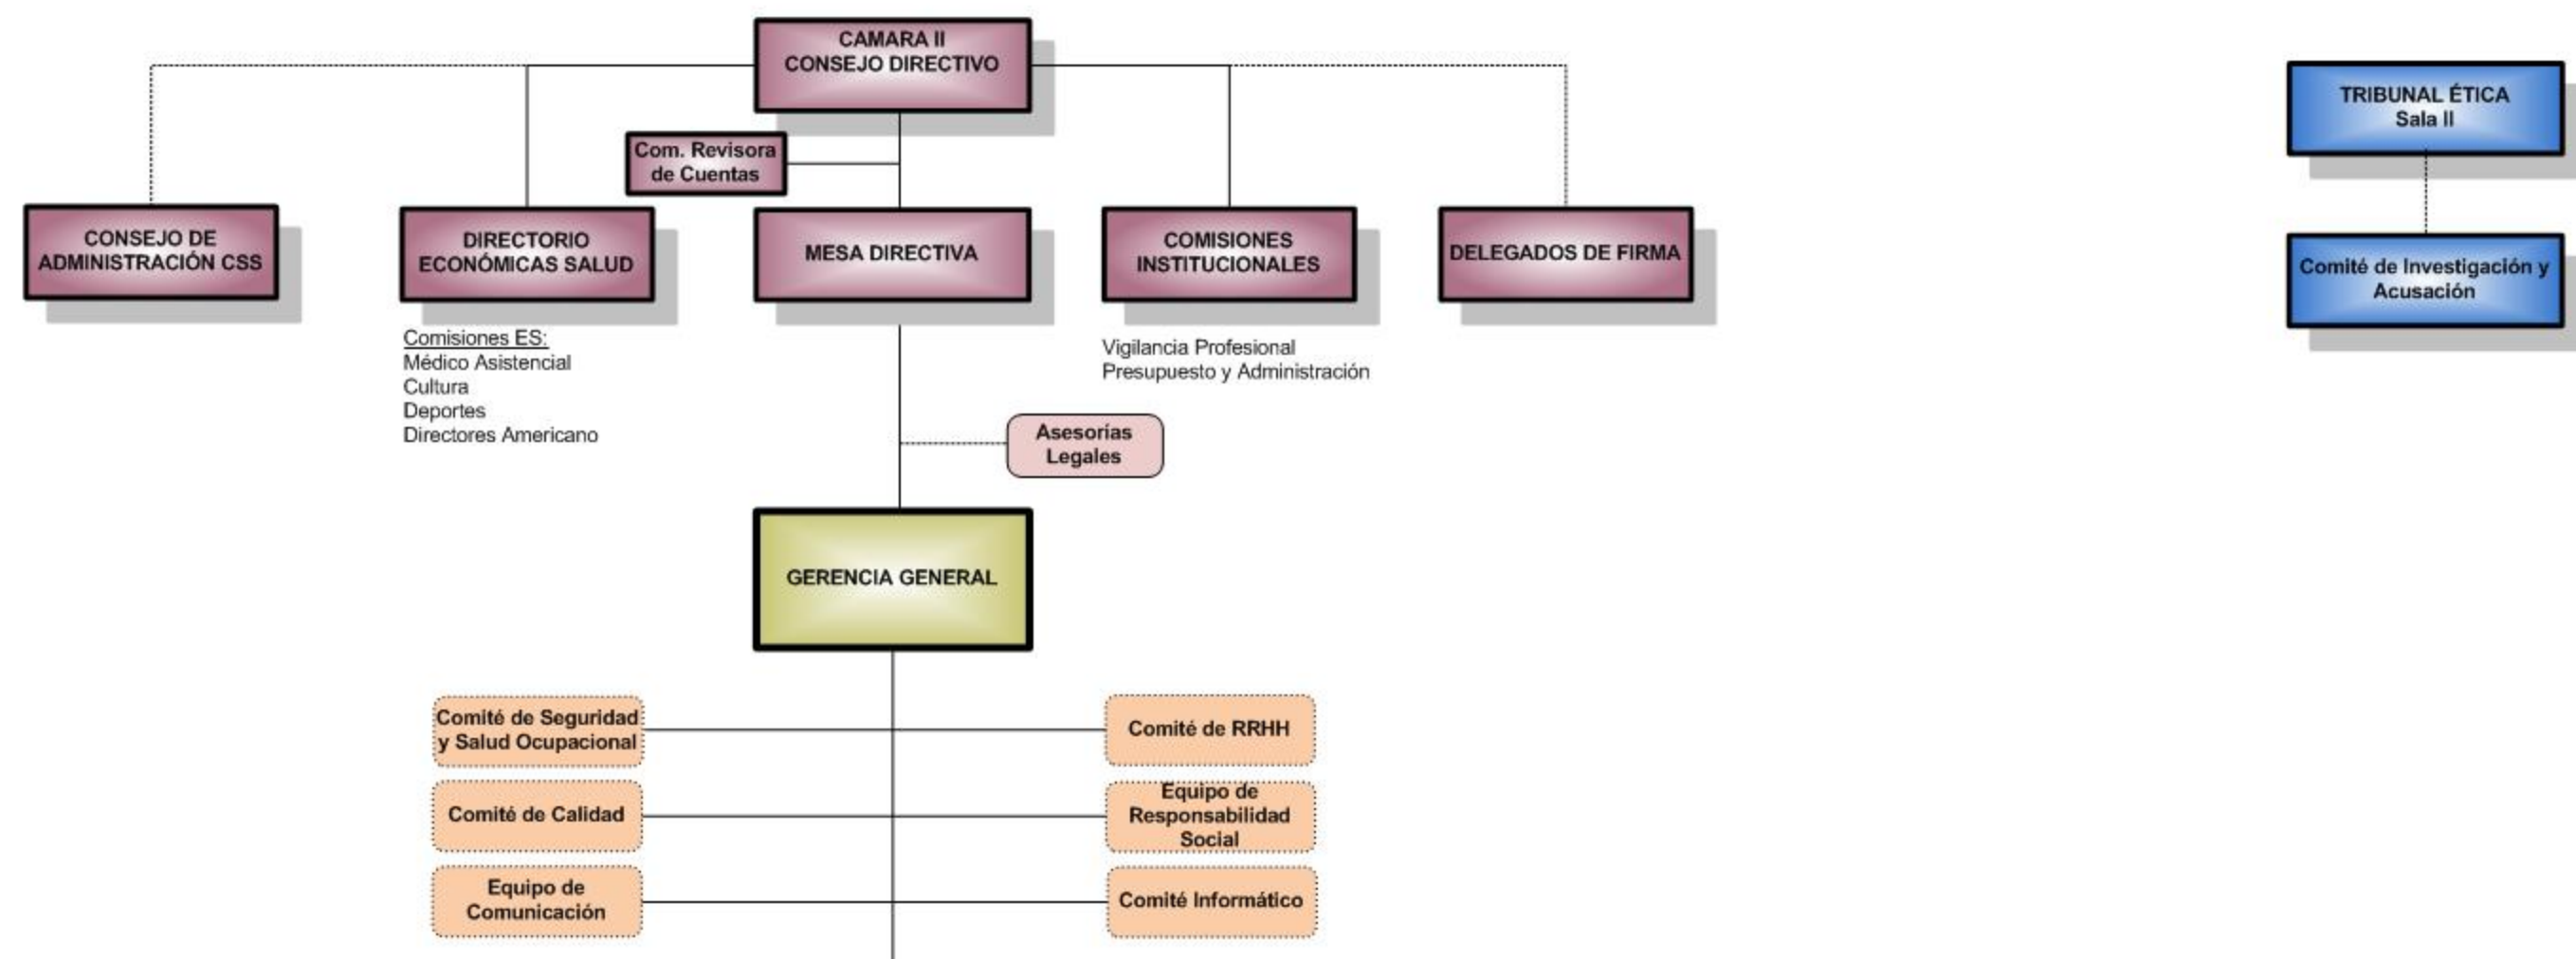 CAMARA II
CONSEJO DIRECTIVO
TRIBUNAL ÉTICA
Sala II
Com. Revisora
de Cuentas
CONSEJO DE
ADMINISTRACIÓN CSS
DIRECTORIO
ECONÓMICAS SALUD
MESA DIRECTIVA
COMISIONES
INSTITUCIONALES
DELEGADOS DE FIRMA
Comité de Investigación y
Acusación
Comisiones ES:
Médico Asistencial
Cultura
Deportes
Directores Americano
Vigilancia Profesional
Presupuesto y Administración
Asesorías
Legales
GERENCIA GENERAL
Comité de Seguridad
y Salud Ocupacional
Comité de RRHH
Comité de Calidad
Equipo de
Responsabilidad
Social
Equipo de
Comunicación
Comité Informático